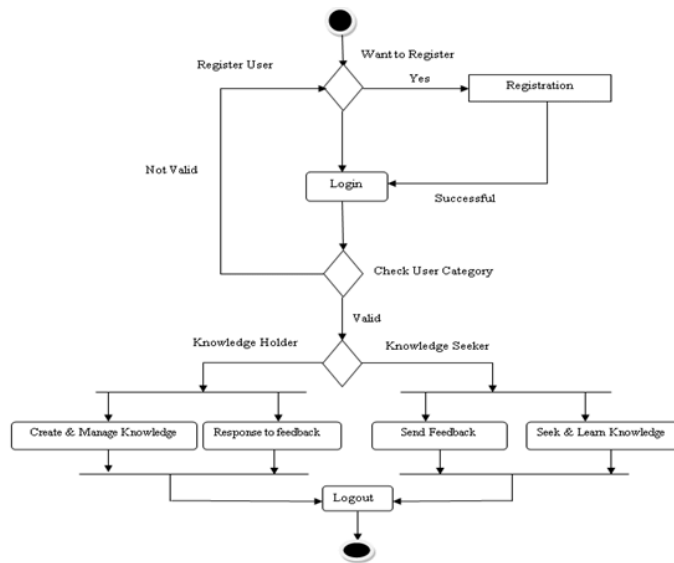 Want to Register
Register User
Yes
Registration
Not Valid
Login
Successful
Check User Category
Valid
Knowledge Holder
Knowledge Seeker
Create & Manage Knowledge
Response to feedback
Send Feedback
Seek & Learn Knowledge
Logout